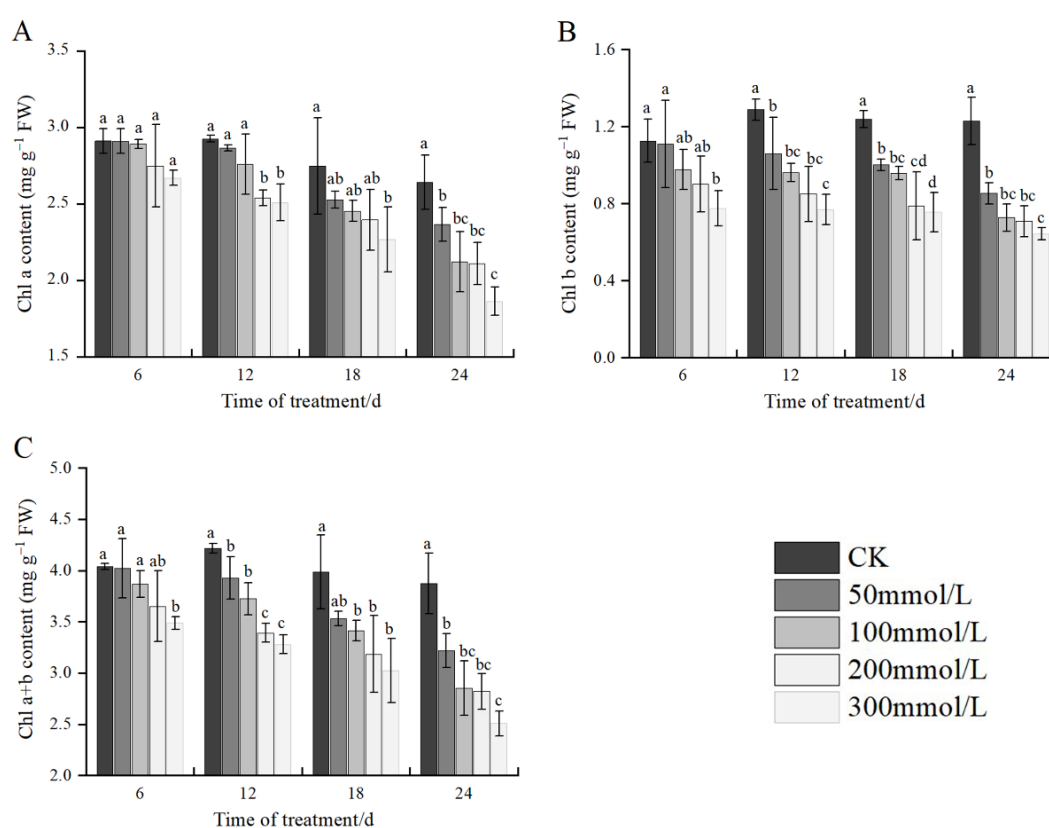 A
Chl a content (mg g⁻¹ FW)
3.5
3.0
2.5
2.0
1.5
a a a a a
a a a b b
a ab ab ab b
a b bc bc c
6 12 18 24
Time of treatment/d
B
Chl b content (mg g⁻¹ FW)
1.6
1.2
0.8
0.4
0.0
a a ab ab b
a b bc bc c
a b bc cd d
a b bc bc c
6 12 18 24
Time of treatment/d
C
Chl a+b content (mg g⁻¹ FW)
5.0
4.5
4.0
3.5
3.0
2.5
2.0
a a a ab b
a b b c c
a ab b b b
a b bc bc c
6 12 18 24
Time of treatment/d
CK
50mmol/L
100mmol/L
200mmol/L
300mmol/L